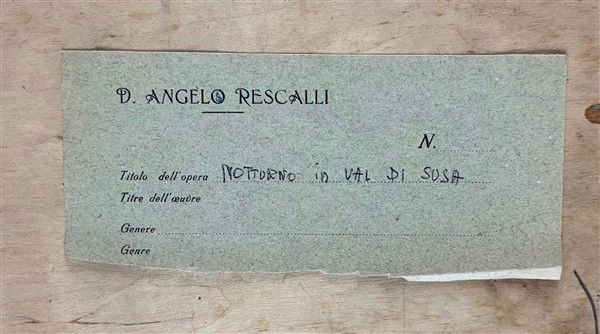 D. ANGELO RESCALLI
N.
Titolo dell'opera NOTTURNO in VAL DI SUSA
Titre dell'œuvre
Genere
Genre